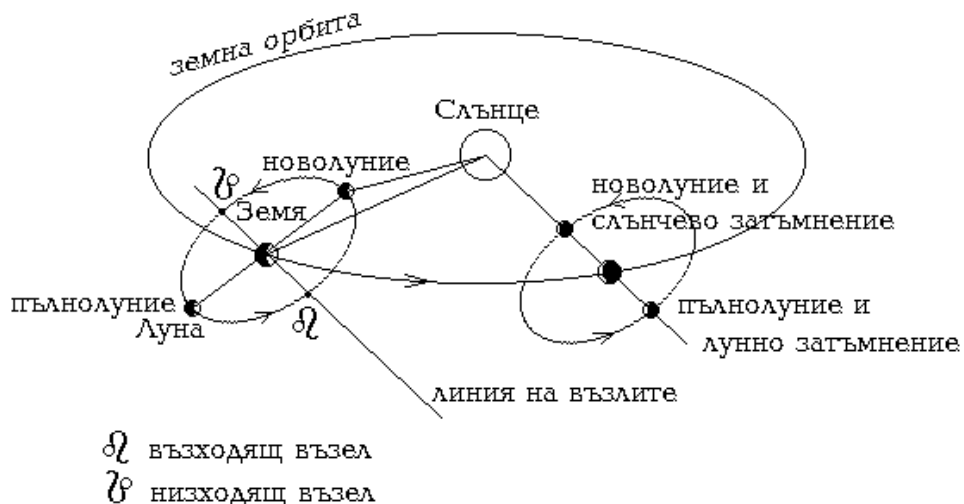 земна орбита
Слънце
новолуние
☋
Земя
новолуние и
слънчево затъмнение
пълнолуние
Луна
☊
пълнолуние и
лунно затъмнение
линия на възлите
☊ възходящ възел
☋ низходящ възел